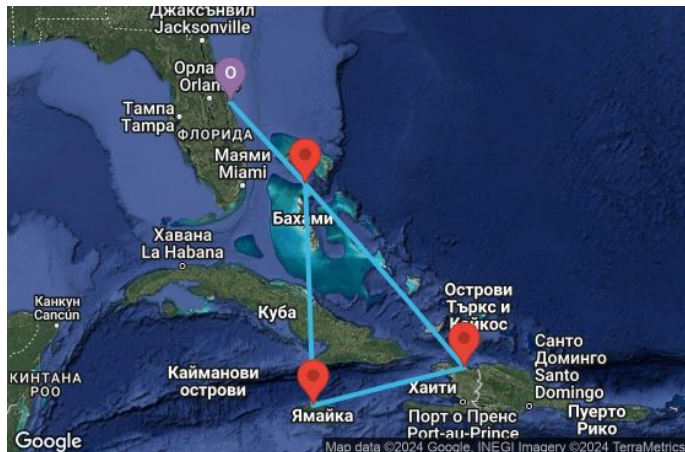 Джаксънвил
Jacksonville
Орла
Orlando
O
Тампа
Tampa
ФЛОРИДА
Маями
Miami
Бахами
Хавана
La Habana
Канкун
Cancún
Куба
Острови
Търкс и
Кайкос
Кайманови
острови
КИНТАНА
РОО
Ямайка
Хаити
Порт о Пренс
Port-au-Prince
Санто
Доминго
Santo
Domingo
Пуерто
Рико
Google
Map data ©2024 Google, INEGI Imagery ©2024 TerraMetrics